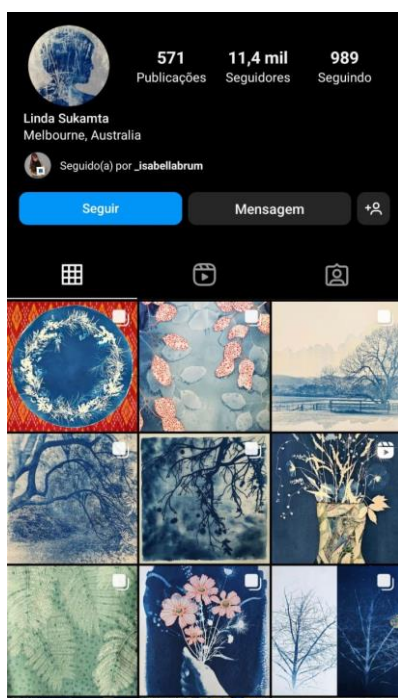 571 11,4 mil 989
Publicações Seguidores Seguindo
Linda Sukamta
Melbourne, Australia
Seguido(a) por _isabellabrum
Seguir Mensagem